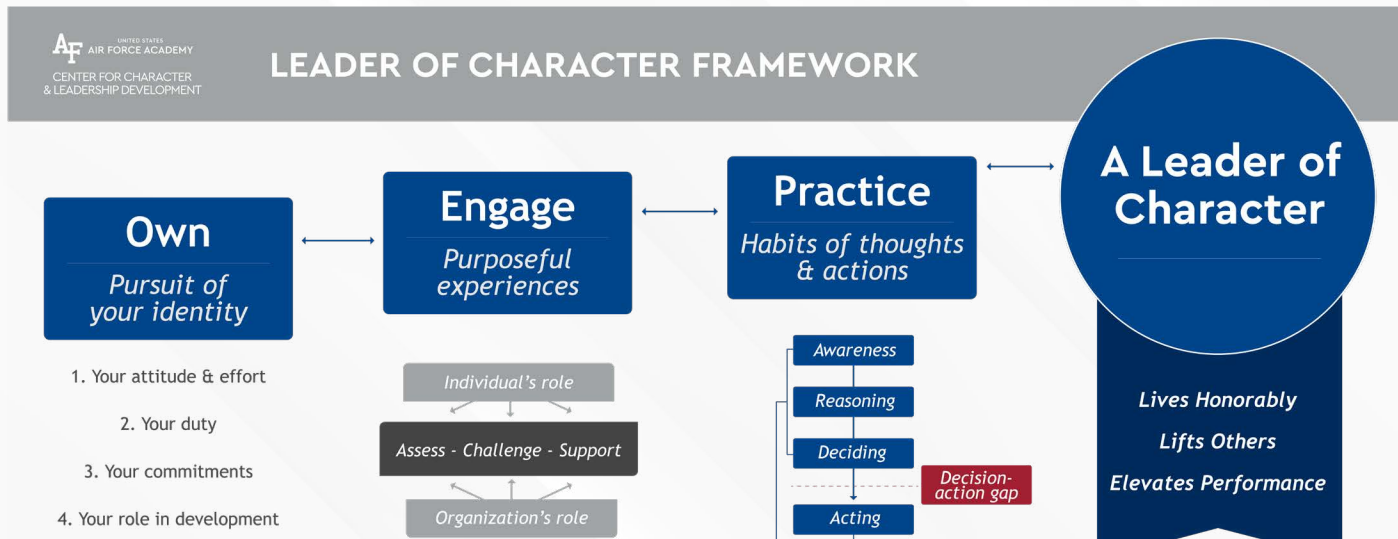 UNITED STATES
AF AIR FORCE ACADEMY
CENTER FOR CHARACTER
& LEADERSHIP DEVELOPMENT
LEADER OF CHARACTER FRAMEWORK
Own
Pursuit of
your identity
1. Your attitude & effort
2. Your duty
3. Your commitments
4. Your role in development
Engage
Purposeful
experiences
Individual's role
Assess - Challenge - Support
Organization's role
Practice
Habits of thoughts
& actions
Awareness
Reasoning
Deciding
Decision-
action gap
Acting
A Leader of
Character
Lives Honorably
Lifts Others
Elevates Performance